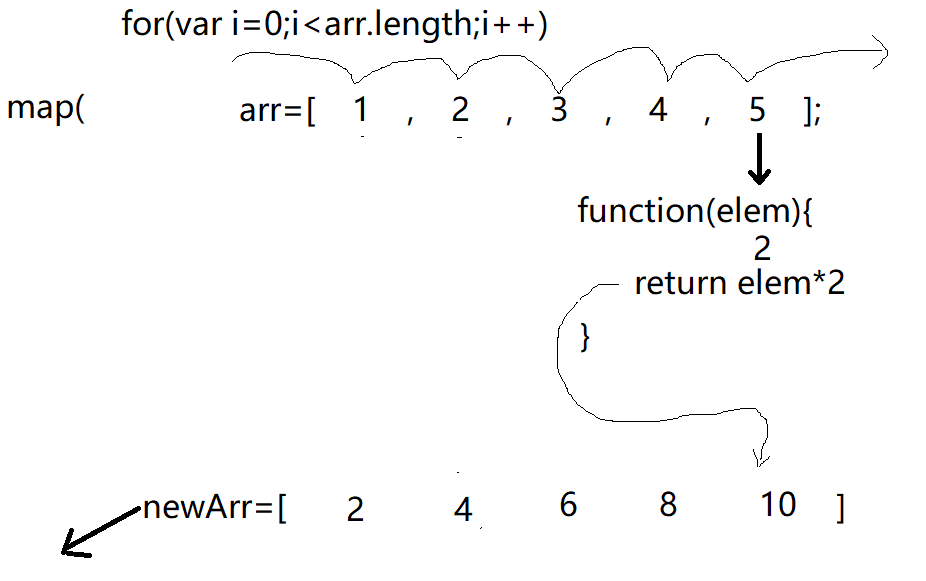 for(var i=0;i<arr.length;i++)
map( arr=[ 1 , 2 , 3 , 4 , 5 ];
function(elem){
2
return elem*2
}
newArr=[ 2 4 6 8 10 ]